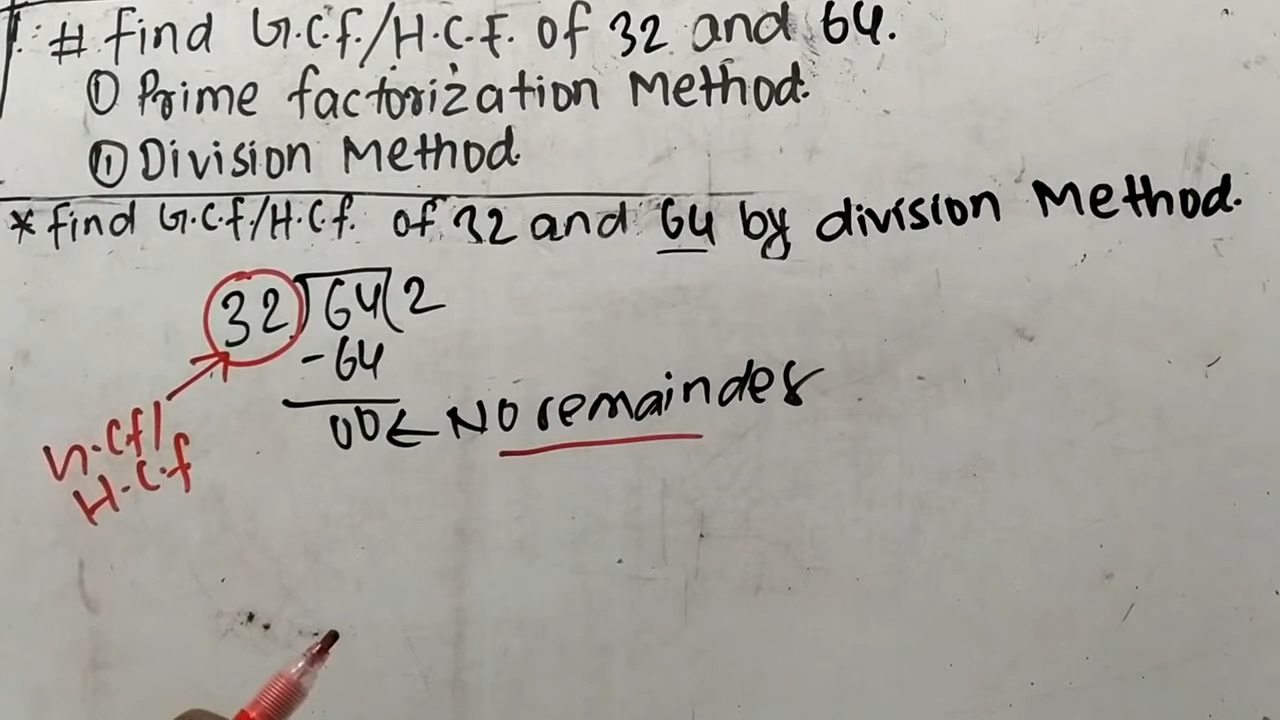 # Find G.C.F./H.C.F. of 32 and 64.
① Prime factorization Method.
① Division Method.
* Find G.C.F/H.C.F. of 32 and 64 by division Method.
32)64(2
-64
00← No remainder
G.C.F/
H.C.F